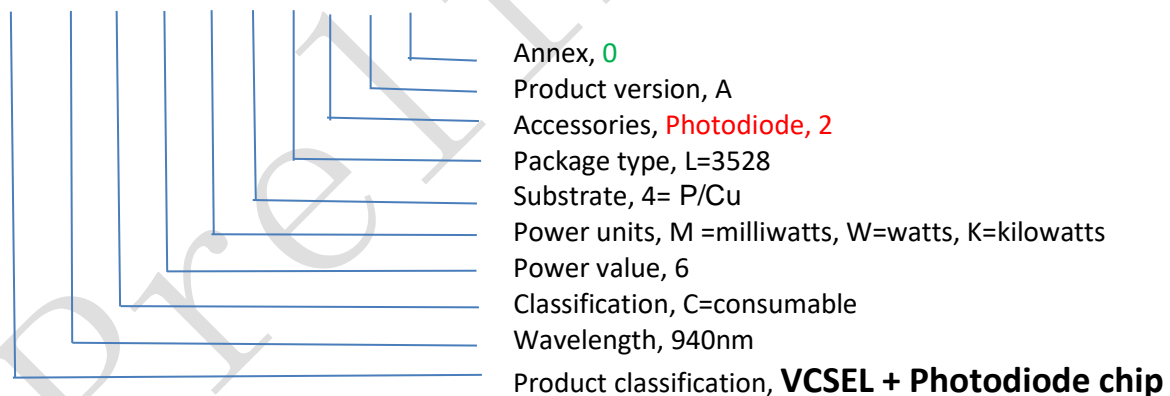 Annex, 0
Product version, A
Accessories, Photodiode, 2
Package type, L=3528
Substrate, 4= P/Cu
Power units, M =milliwatts, W=watts, K=kilowatts
Power value, 6
Classification, C=consumable
Wavelength, 940nm
Product classification, VCSEL + Photodiode chip